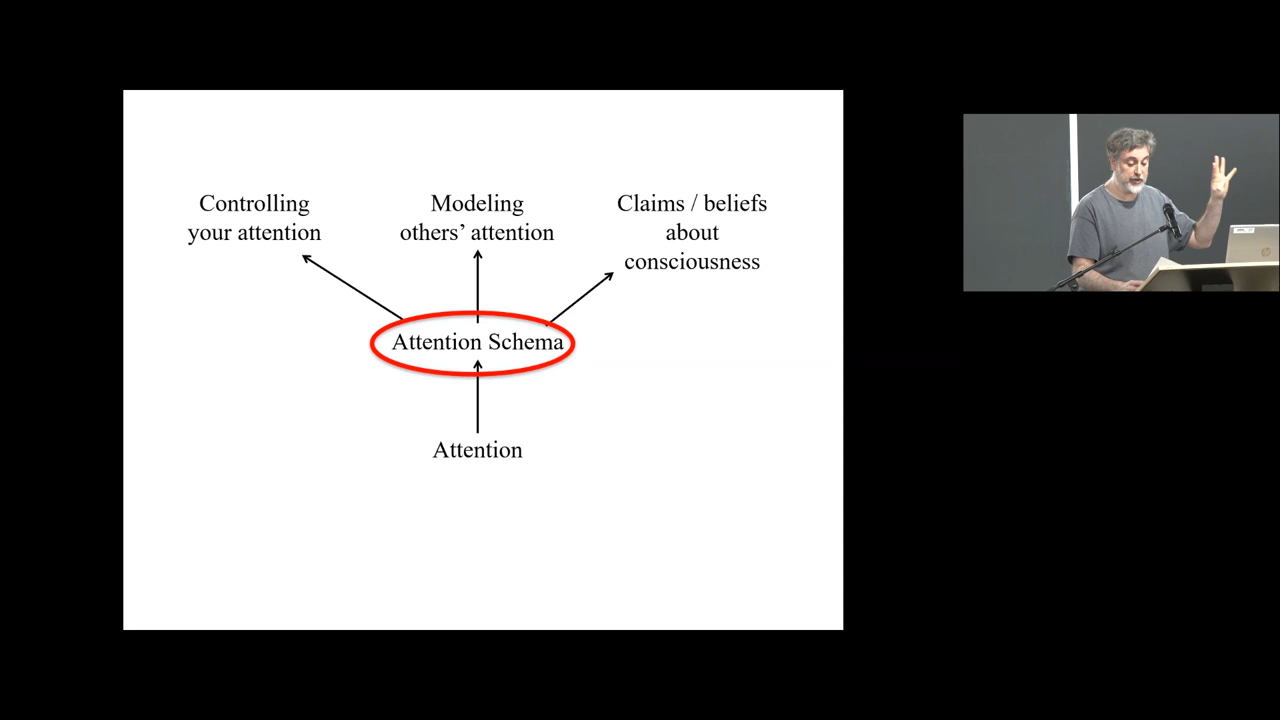 Controlling
your attention
Modeling
others' attention
Claims / beliefs
about
consciousness
Attention Schema
Attention